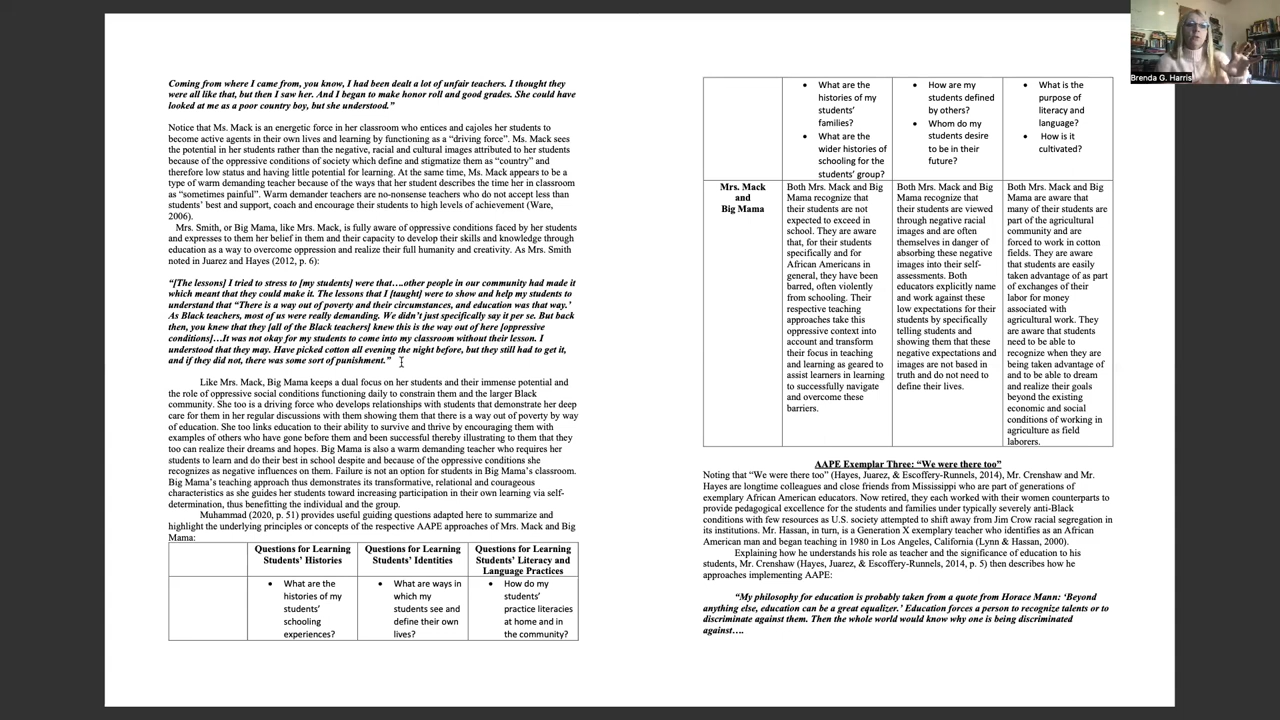 Coming from where I came from, you know, I had been dealt a lot of unfair teachers. I thought they
were all like that, but then I saw her. And I began to make honor roll and good grades. She could have
looked at me as a poor country boy, but she understood.”
Notice that Ms. Mack is an energetic force in her classroom who entices and cajoles her students to
become active agents in their own lives and learning by functioning as a “driving force”. Ms. Mack sees
the potential in her students rather than the negative, racial and cultural images attributed to her students
because of the oppressive conditions of society which define and stigmatize them as “country” and
therefore low status and having little potential for learning. At the same time, Ms. Mack appears to be a
type of warm demanding teacher because of the ways that her student describes the time her in classroom
as “sometimes painful”. Warm demander teachers are no-nonsense teachers who do not accept less than
students’ best and support, coach and encourage their students to high levels of achievement (Ware,
2006).
Mrs. Smith, or Big Mama, like Mrs. Mack, is fully aware of oppressive conditions faced by her students
and expresses to them her belief in them and their capacity to develop their skills and knowledge through
education as a way to overcome oppression and realize their full humanity and creativity. As Mrs. Smith
noted in Juarez and Hayes (2012, p. 6):
“[The lessons] I tried to stress to [my students] were that….other people in our community had made it
which meant that they could make it. The lessons that I [taught] were to show and help my students to
understand that “There is a way out of poverty and their circumstances, and education was that way.’
As Black teachers, most of us were really demanding. We didn’t just specifically say it per se. But back
then, you knew that they [all of the Black teachers] knew this is the way out of here [oppressive
conditions]…It was not okay for my students to come into my classroom without their lesson. I
understood that they may. Have picked cotton all evening the night before, but they still had to get it,
and if they did not, there was some sort of punishment.”
Like Mrs. Mack, Big Mama keeps a dual focus on her students and their immense potential and
the role of oppressive social conditions functioning daily to constrain them and the larger Black
community. She too is a driving force who develops relationships with students that demonstrate her deep
care for them in her regular discussions with them showing them that there is a way out of poverty by way
of education. She too links education to their ability to survive and thrive by encouraging them with
examples of others who have gone before them and been successful thereby illustrating to them that they
too can realize their dreams and hopes. Big Mama is also a warm demanding teacher who requires her
students to learn and do their best in school despite and because of the oppressive conditions she
recognizes as negative influences on them. Failure is not an option for students in Big Mama’s classroom.
Big Mama’s teaching approach thus demonstrates its transformative, relational and courageous
characteristics as she guides her students toward increasing participation in their own learning via self-
determination, thus benefitting the individual and the group.
Muhammad (2020, p. 51) provides useful guiding questions adapted here to summarize and
highlight the underlying principles or concepts of the respective AAPE approaches of Mrs. Mack and Big
Mama:
Questions for Learning
Students’ Histories
Questions for Learning
Students’ Identities
Questions for Learning
Students’ Literacy and
Language Practices
• What are the
histories of my
students’
schooling
experiences?
• What are ways in
which my
students see and
define their own
lives?
• How do my
students’
practice literacies
at home and in
the community?
• What are the
histories of my
students’
families?
• What are the
wider histories of
schooling for the
students’ group?
• How are my
students defined
by others?
• Whom do my
students desire
to be in their
future?
• What is the
purpose of
literacy and
language?
• How is it
cultivated?
Mrs. Mack
and
Big Mama
Both Mrs. Mack and Big
Mama recognize that
their students are not
expected to exceed in
school. They are aware
that, for their students
specifically and for
African Americans in
general, they have been
barred, often violently
from schooling. Their
respective teaching
approaches take this
oppressive context into
account and transform
their focus in teaching
and learning as geared to
assist learners in learning
to successfully navigate
and overcome these
barriers.
Both Mrs. Mack and Big
Mama recognize that
their students are viewed
through negative racial
images and are often
themselves in danger of
absorbing these negative
images into their self-
assessments. Both
educators explicitly name
and work against these
low expectations for their
students by specifically
telling students and
showing them that these
negative expectations and
images are not based in
truth and do not need to
define their lives.
Both Mrs. Mack and Big
Mama are aware that
many of their students are
part of the agricultural
community and are
forced to work in cotton
fields. They are aware
that students are easily
taken advantage of as part
of exchanges of their
labor for money
associated with
agricultural work. They
are aware that students
need to be able to
recognize when they are
being taken advantage of
and to be able to dream
and realize their goals
beyond the existing
economic and social
conditions of working in
agriculture as field
laborers.
AAPE Exemplar Three: “We were there too”
Noting that “We were there too” (Hayes, Juarez, & Escoffery-Runnels, 2014), Mr. Crenshaw and Mr.
Hayes are longtime colleagues and close friends from Mississippi who are part of generations of
exemplary African American educators. Now retired, they each worked with their women counterparts to
provide pedagogical excellence for the students and families under typically severely anti-Black
conditions with few resources as U.S. society attempted to shift away from Jim Crow racial segregation in
its institutions. Mr. Hassan, in turn, is a Generation X exemplary teacher who identifies as an African
American man and began teaching in 1980 in Los Angeles, California (Lynn & Hassan, 2000).
Explaining how he understands his role as teacher and the significance of education to his
students, Mr. Crenshaw (Hayes, Juarez, & Escoffery-Runnels, 2014, p. 5) then describes how he
approaches implementing AAPE:
“My philosophy for education is probably taken from a quote from Horace Mann: ‘Beyond
anything else, education can be a great equalizer.’ Education forces a person to recognize talents or to
discriminate against them. Then the whole world would know why one is being discriminated
against….
Brenda G. Harris